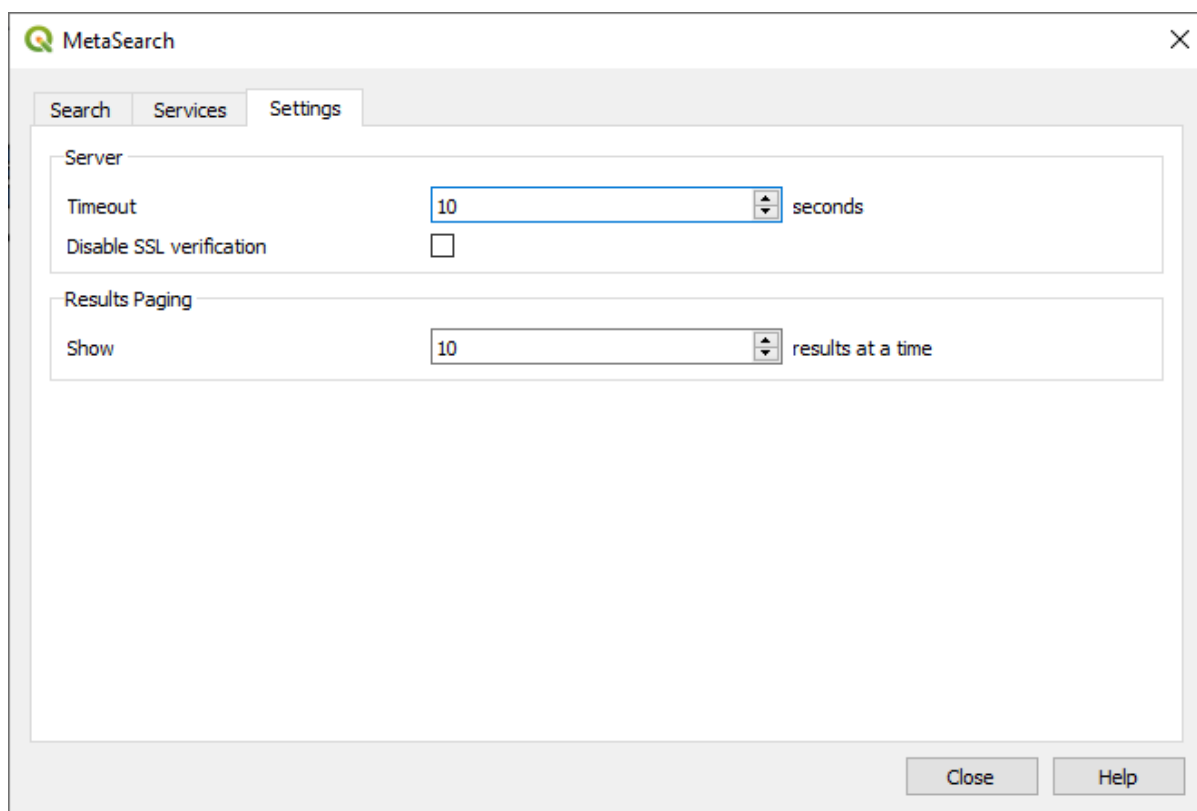 MetaSearch
Search Services Settings
Server
Timeout 10 seconds
Disable SSL verification
Results Paging
Show 10 results at a time
Close Help